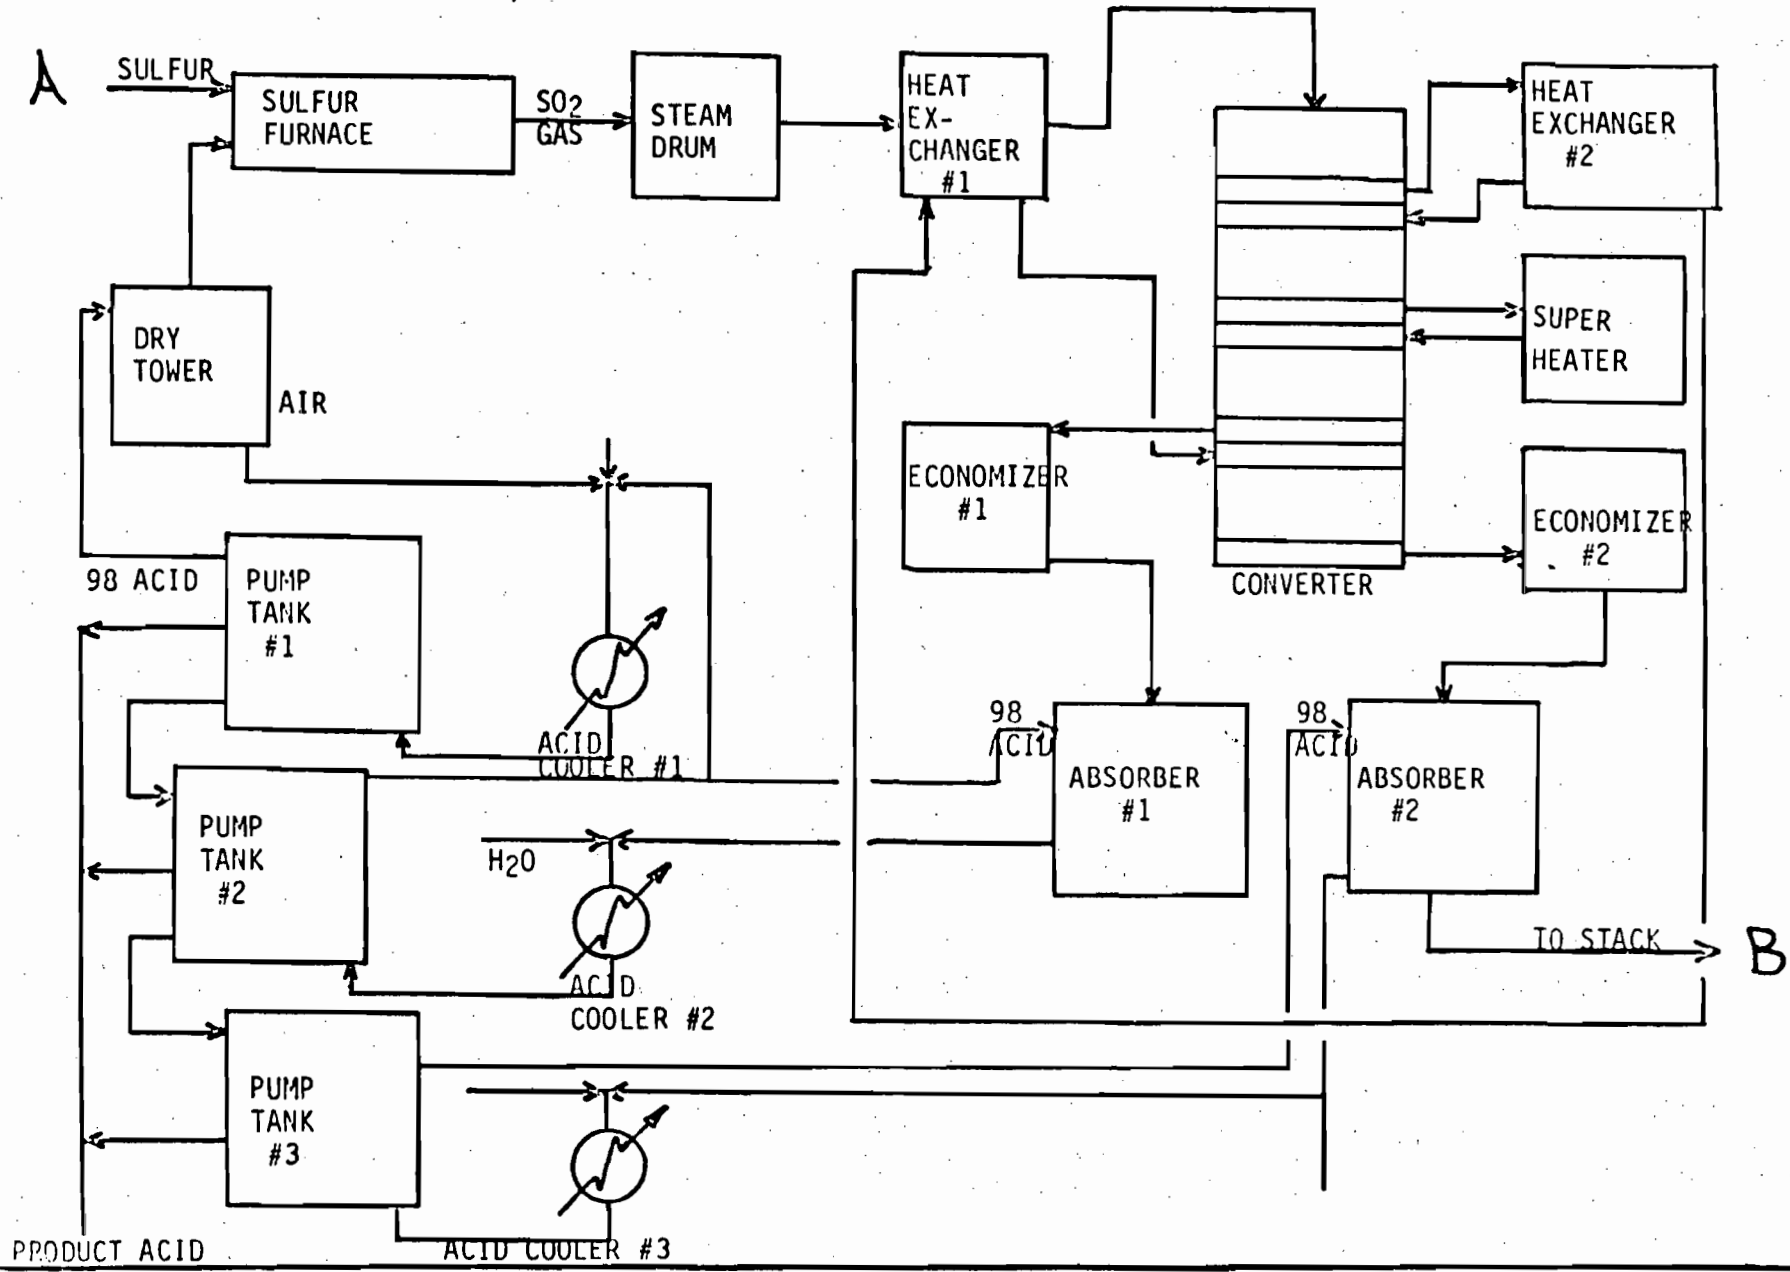 A
SULFUR
SULFUR
FURNACE
SO2
GAS
STEAM
DRUM
HEAT
EX-
CHANGER
#1
HEAT
EXCHANGER
#2
DRY
TOWER
AIR
SUPER
HEATER
ECONOMIZER
#1
ECONOMIZER
#2
CONVERTER
98 ACID
PUMP
TANK
#1
ACID
COOLER #1
98
ACID
ABSORBER
#1
98
ACID
ABSORBER
#2
PUMP
TANK
#2
H2O
ACID
COOLER #2
TO STACK
B
PUMP
TANK
#3
PRODUCT ACID
ACID COOLER #3